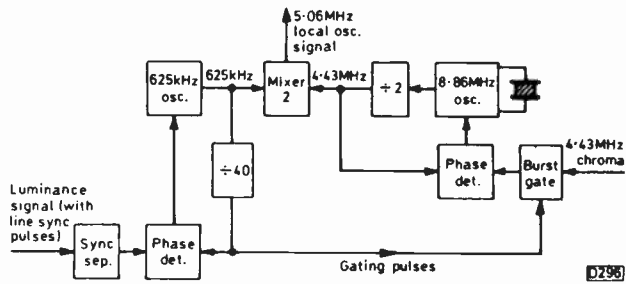 5·06MHz
local osc.
signal
625kHz
osc.
625kHz
Mixer
2
4·43MHz
÷2
8·86MHz
osc.
÷40
Phase
det.
Burst
gate
4·43MHz
chroma
Luminance
signal (with
line sync
pulses)
Sync
sep.
Phase
det.
Gating pulses
D296